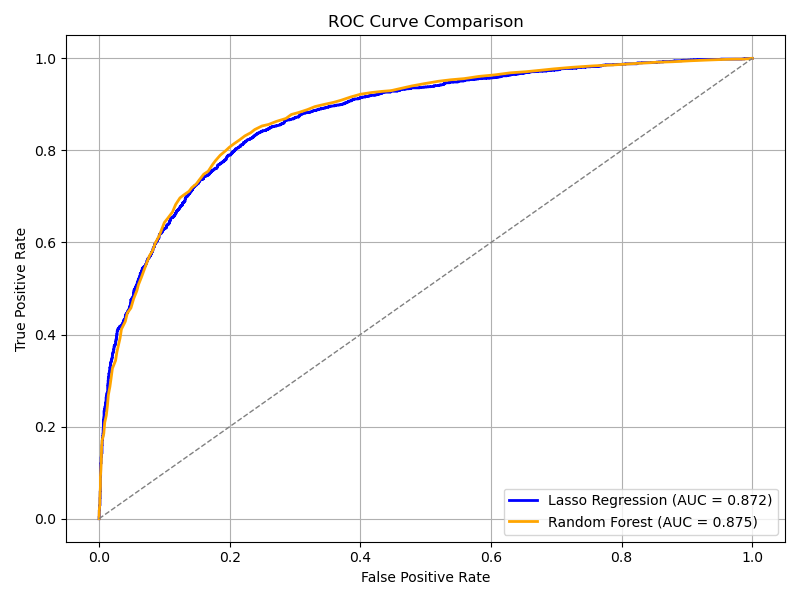 ROC Curve Comparison
True Positive Rate
1.0
0.8
0.6
0.4
0.2
0.0
Lasso Regression (AUC = 0.872)
Random Forest (AUC = 0.875)
0.0 0.2 0.4 0.6 0.8 1.0
False Positive Rate